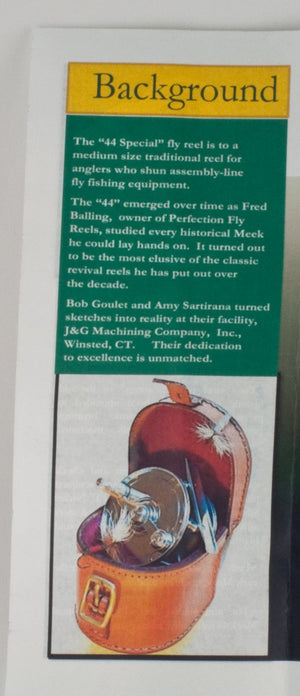 Background
The “44 Special” fly reel is to a
medium size traditional reel for
anglers who shun assembly-line
fly fishing equipment.
The “44” emerged over time as Fred
Balling, owner of Perfection Fly
Reels, studied every historical Meek
he could lay hands on. It turned out
to be the most elusive of the classic
revival reels he has put out over
the decade.
Bob Goulet and Amy Sartirana turned
sketches into reality at their facility,
J&G Machining Company, Inc.,
Winsted, CT. Their dedication
to excellence is unmatched.